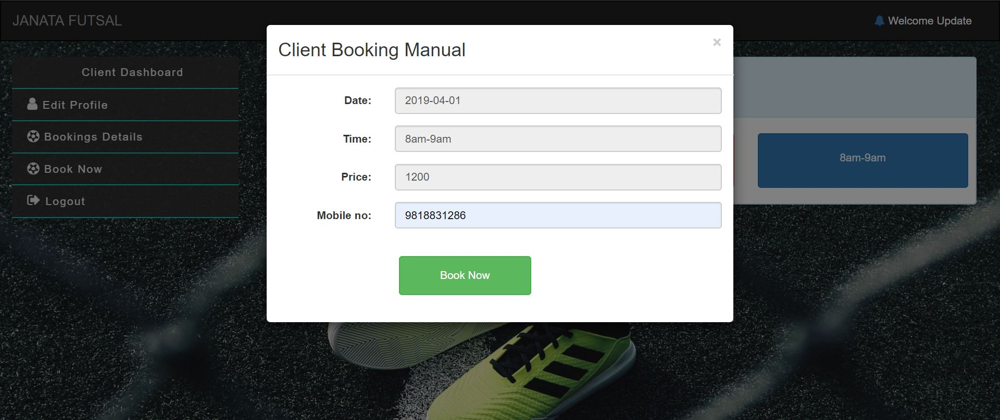 JANATA FUTSAL
Welcome Update
Client Dashboard
Edit Profile
Bookings Details
Book Now
Logout
Client Booking Manual
×
Date: 2019-04-01
Time: 8am-9am
Price: 1200
Mobile no: 9818831286
Book Now
8am-9am